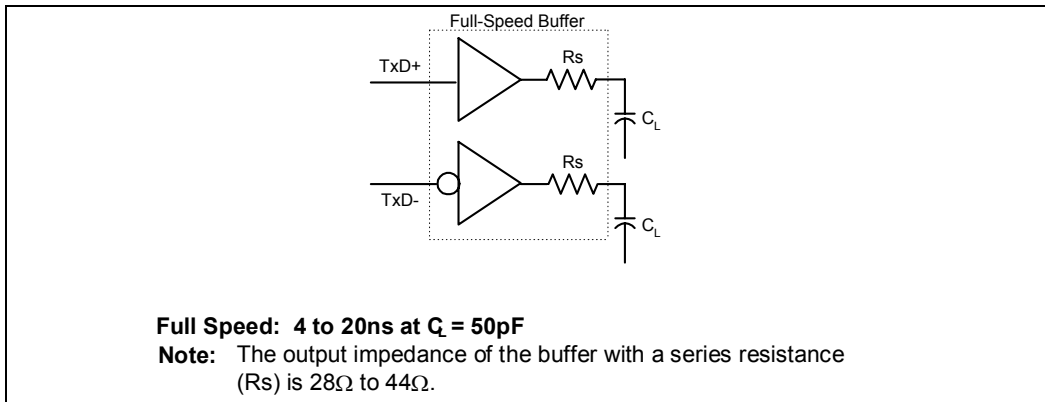 Full-Speed Buffer
TxD+
Rs
CL
TxD-
Rs
CL
Full Speed: 4 to 20ns at CL = 50pF
Note: The output impedance of the buffer with a series resistance
(Rs) is 28Ω to 44Ω.